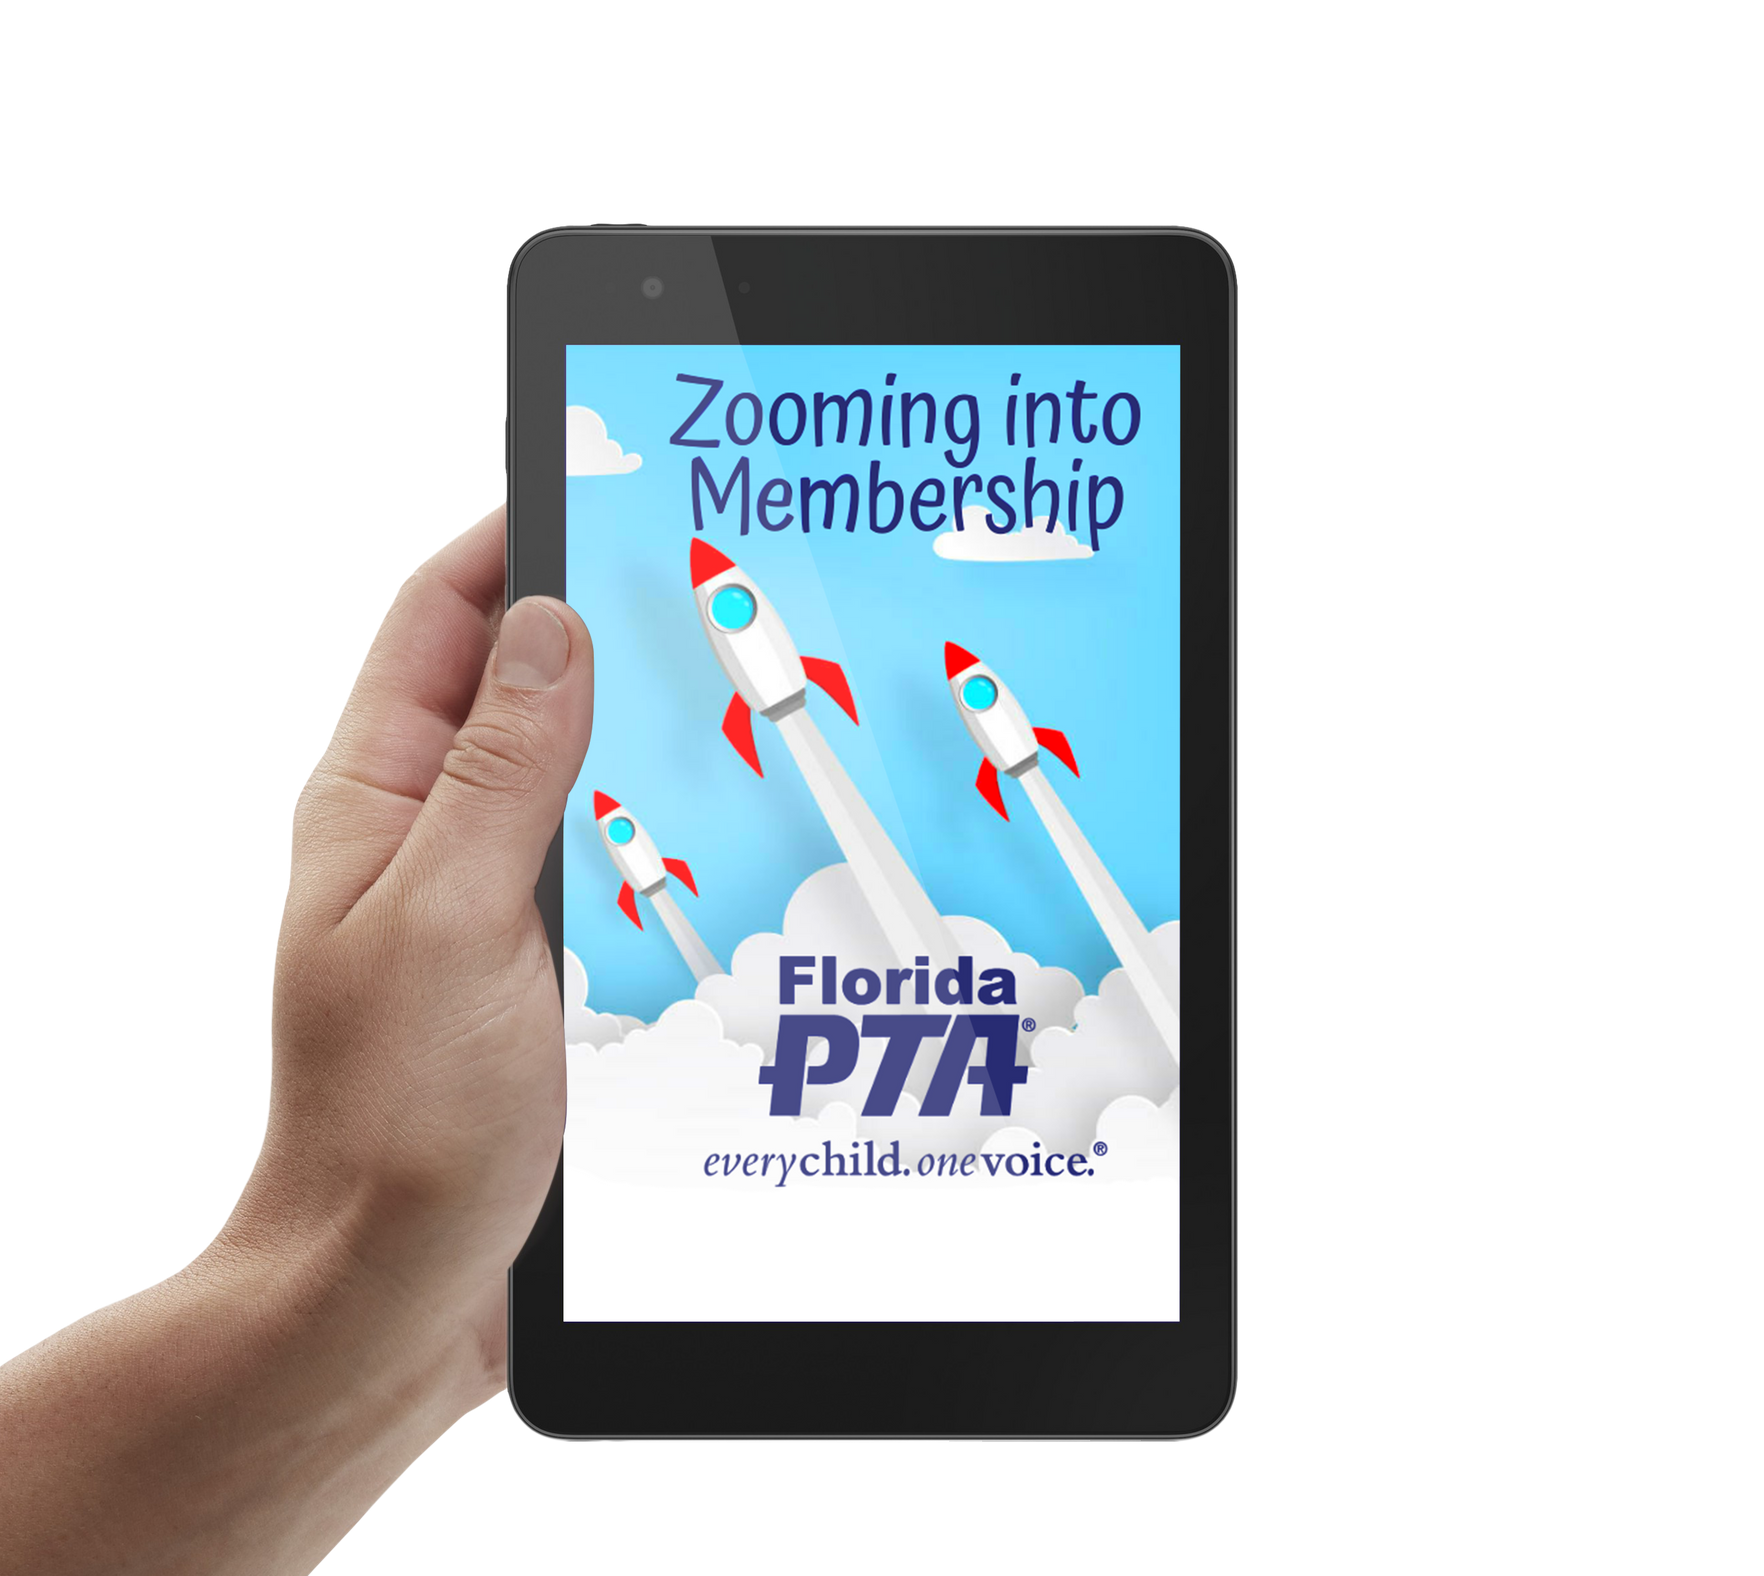 Zooming into
Membership
Florida
PTA®
everychild.onevoice.®